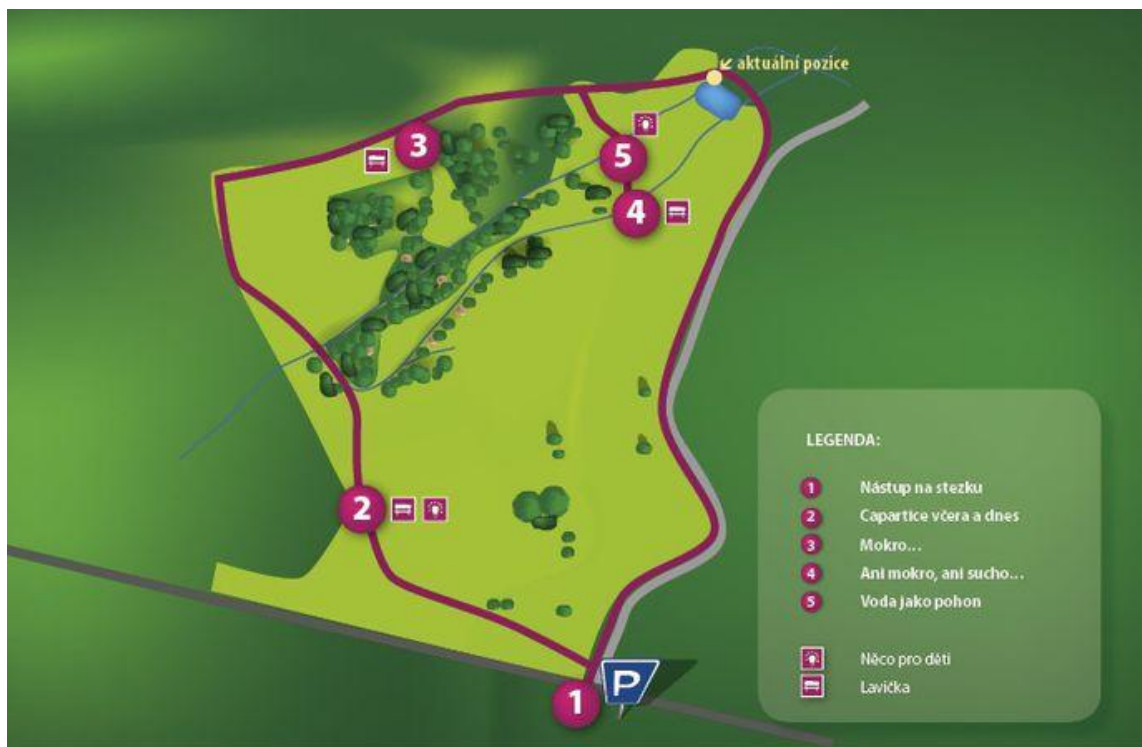 aktuální pozice
3
5
4
2
1
P
LEGENDA:
1 Nástup na stezku
2 Capartice včera a dnes
3 Mokro...
4 Ani mokro, ani sucho...
5 Voda jako pohon
Něco pro děti
Lavička